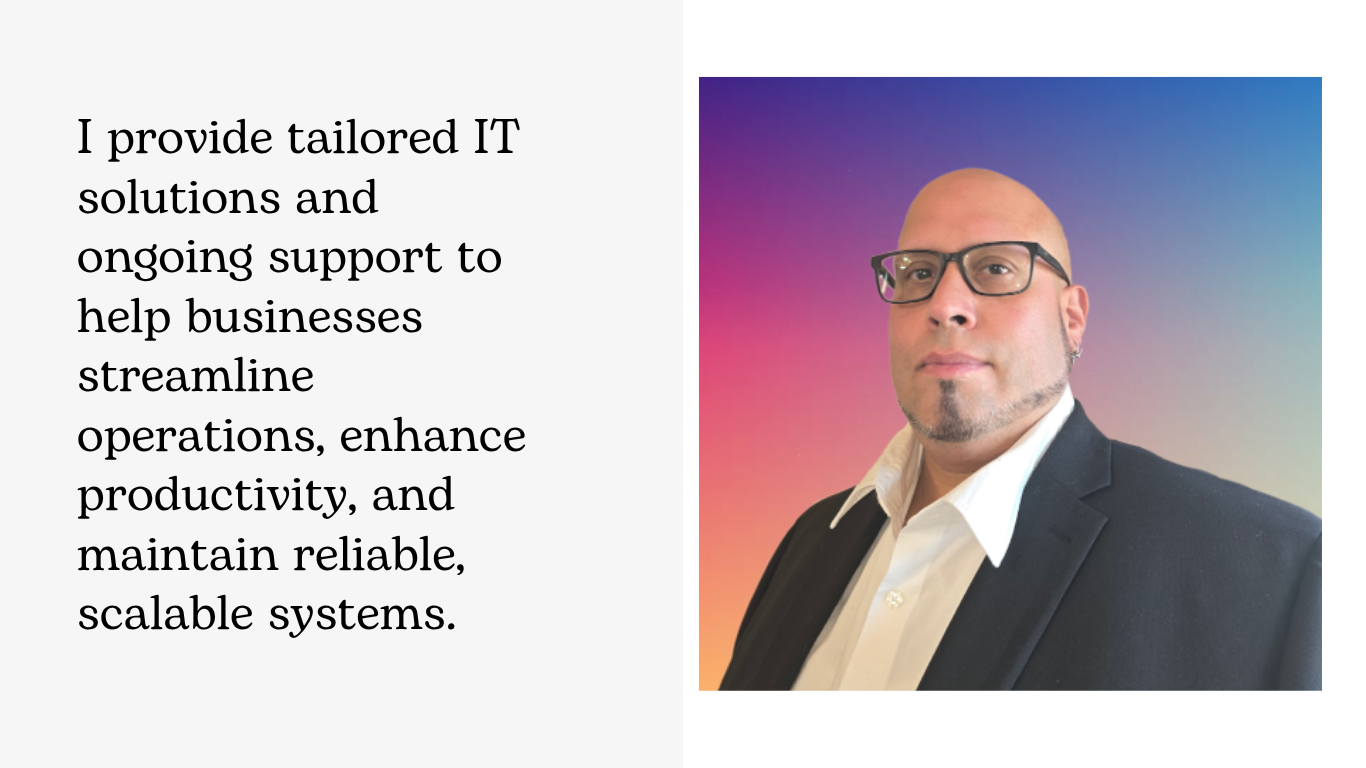 I provide tailored IT
solutions and
ongoing support to
help businesses
streamline
operations, enhance
productivity, and
maintain reliable,
scalable systems.